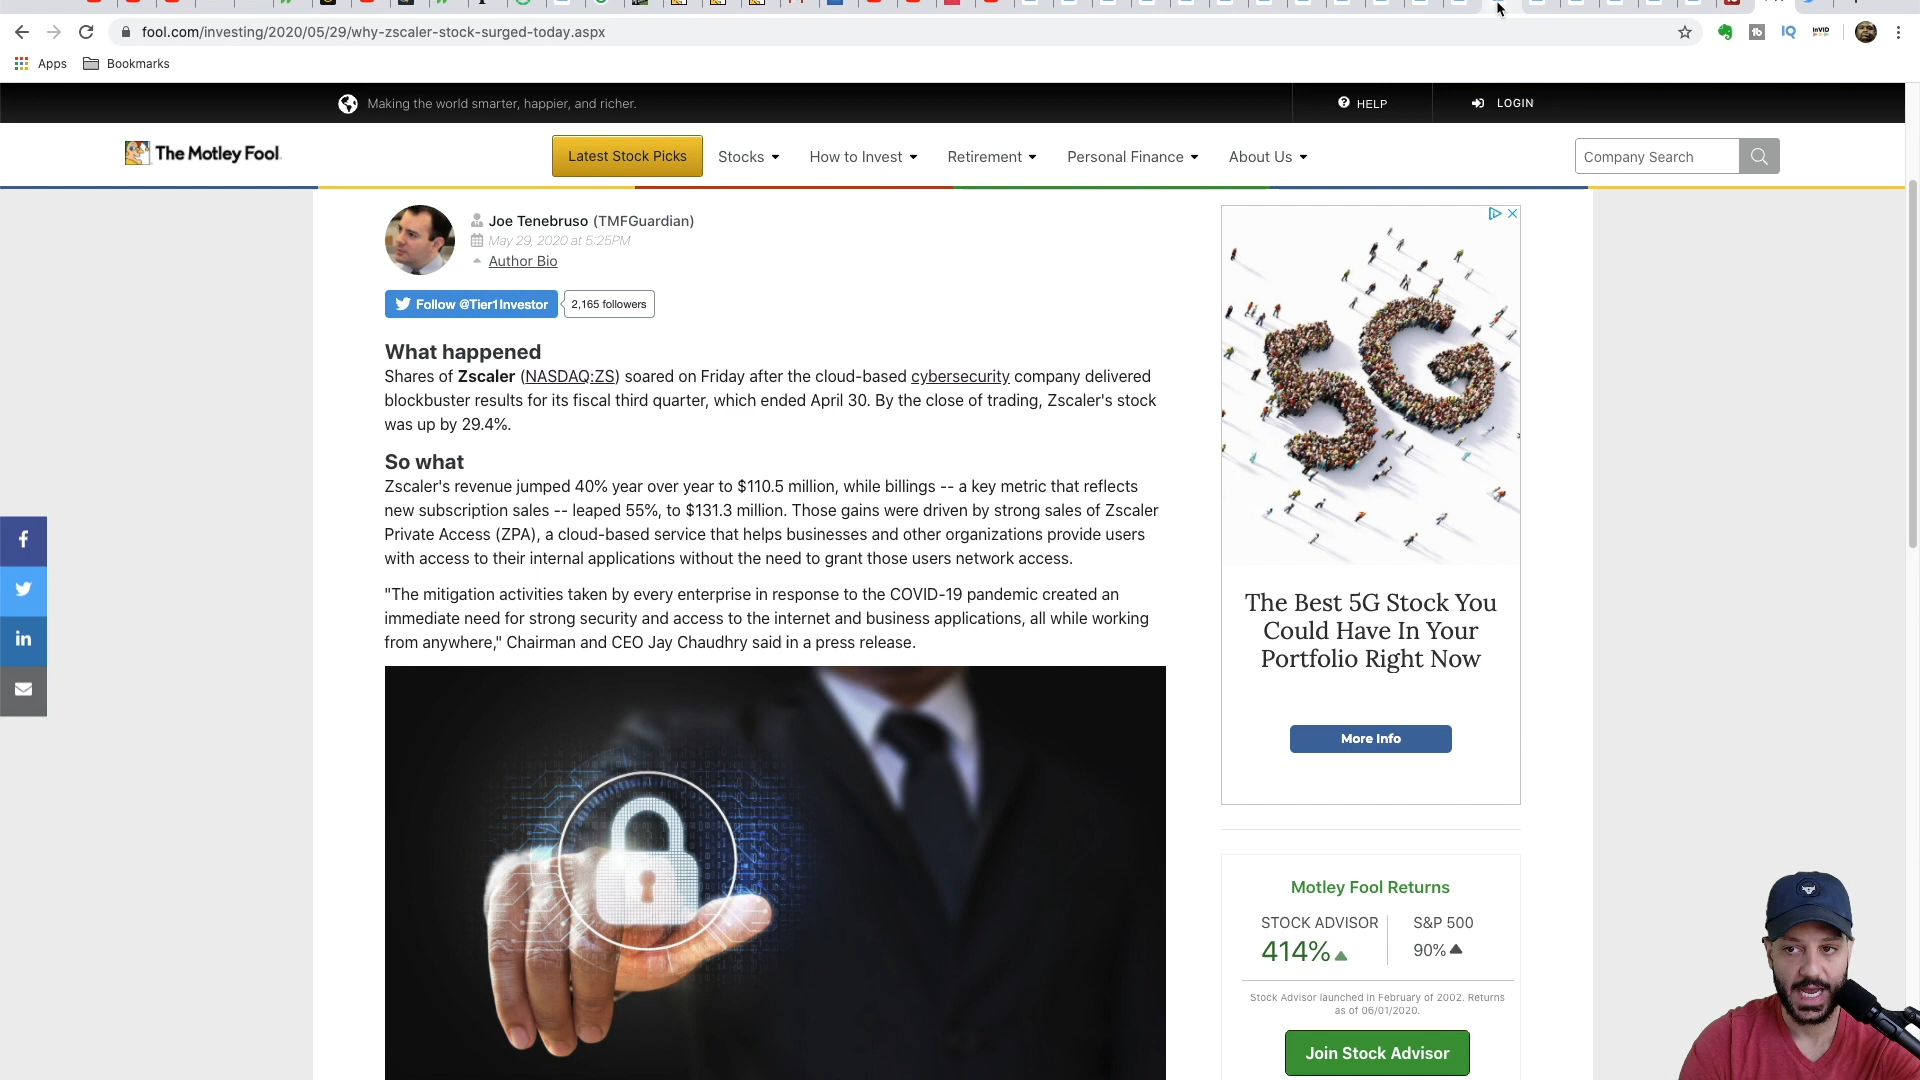 fool.com/investing/2020/05/29/why-zscaler-stock-surged-today.aspx
InVID
Apps
Bookmarks
Making the world smarter, happier, and richer.
HELP
LOGIN
The Motley Fool
Latest Stock Picks
Stocks
How to Invest
Retirement
Personal Finance
About Us
Company Search
Joe Tenebruso (TMFGuardian)
May 29, 2020 at 5:25PM
Author Bio
Follow @Tier1Investor
2,165 followers
What happened
Shares of Zscaler (NASDAQ:ZS) soared on Friday after the cloud-based cybersecurity company delivered
blockbuster results for its fiscal third quarter, which ended April 30. By the close of trading, Zscaler's stock
was up by 29.4%.
So what
Zscaler's revenue jumped 40% year over year to $110.5 million, while billings -- a key metric that reflects
new subscription sales -- leaped 55%, to $131.3 million. Those gains were driven by strong sales of Zscaler
Private Access (ZPA), a cloud-based service that helps businesses and other organizations provide users
with access to their internal applications without the need to grant those users network access.
"The mitigation activities taken by every enterprise in response to the COVID-19 pandemic created an
immediate need for strong security and access to the internet and business applications, all while working
from anywhere," Chairman and CEO Jay Chaudhry said in a press release.
5G
The Best 5G Stock You
Could Have In Your
Portfolio Right Now
More Info
Motley Fool Returns
STOCK ADVISOR
S&P 500
414%
90%
Stock Advisor launched in February of 2002. Returns
as of 06/01/2020.
Join Stock Advisor